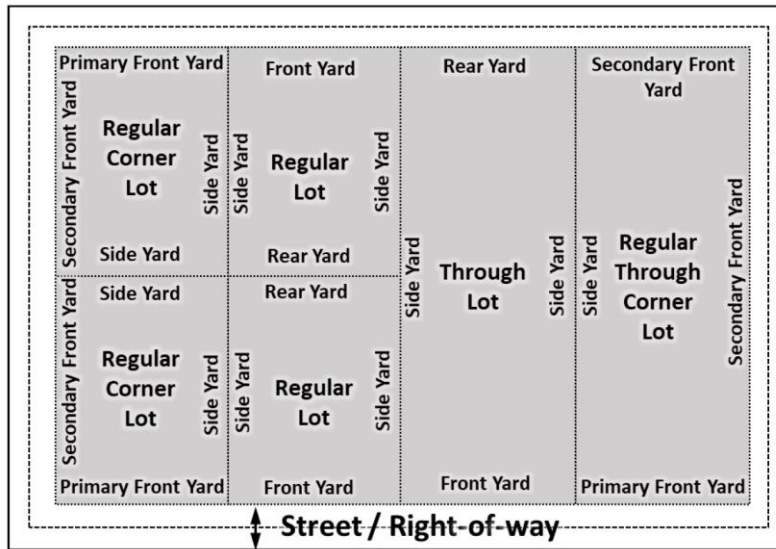 Primary Front Yard
Front Yard
Rear Yard
Secondary Front
Yard
Secondary Front Yard
Regular
Corner
Lot
Side Yard
Side Yard
Side Yard
Regular
Lot
Side Yard
Rear Yard
Secondary Front Yard
Side Yard
Regular
Corner
Lot
Side Yard
Primary Front Yard
Side Yard
Rear Yard
Regular
Lot
Side Yard
Front Yard
Side Yard
Through
Lot
Side Yard
Front Yard
Side Yard
Regular
Through
Corner
Lot
Secondary Front Yard
Primary Front Yard
Street / Right-of-way